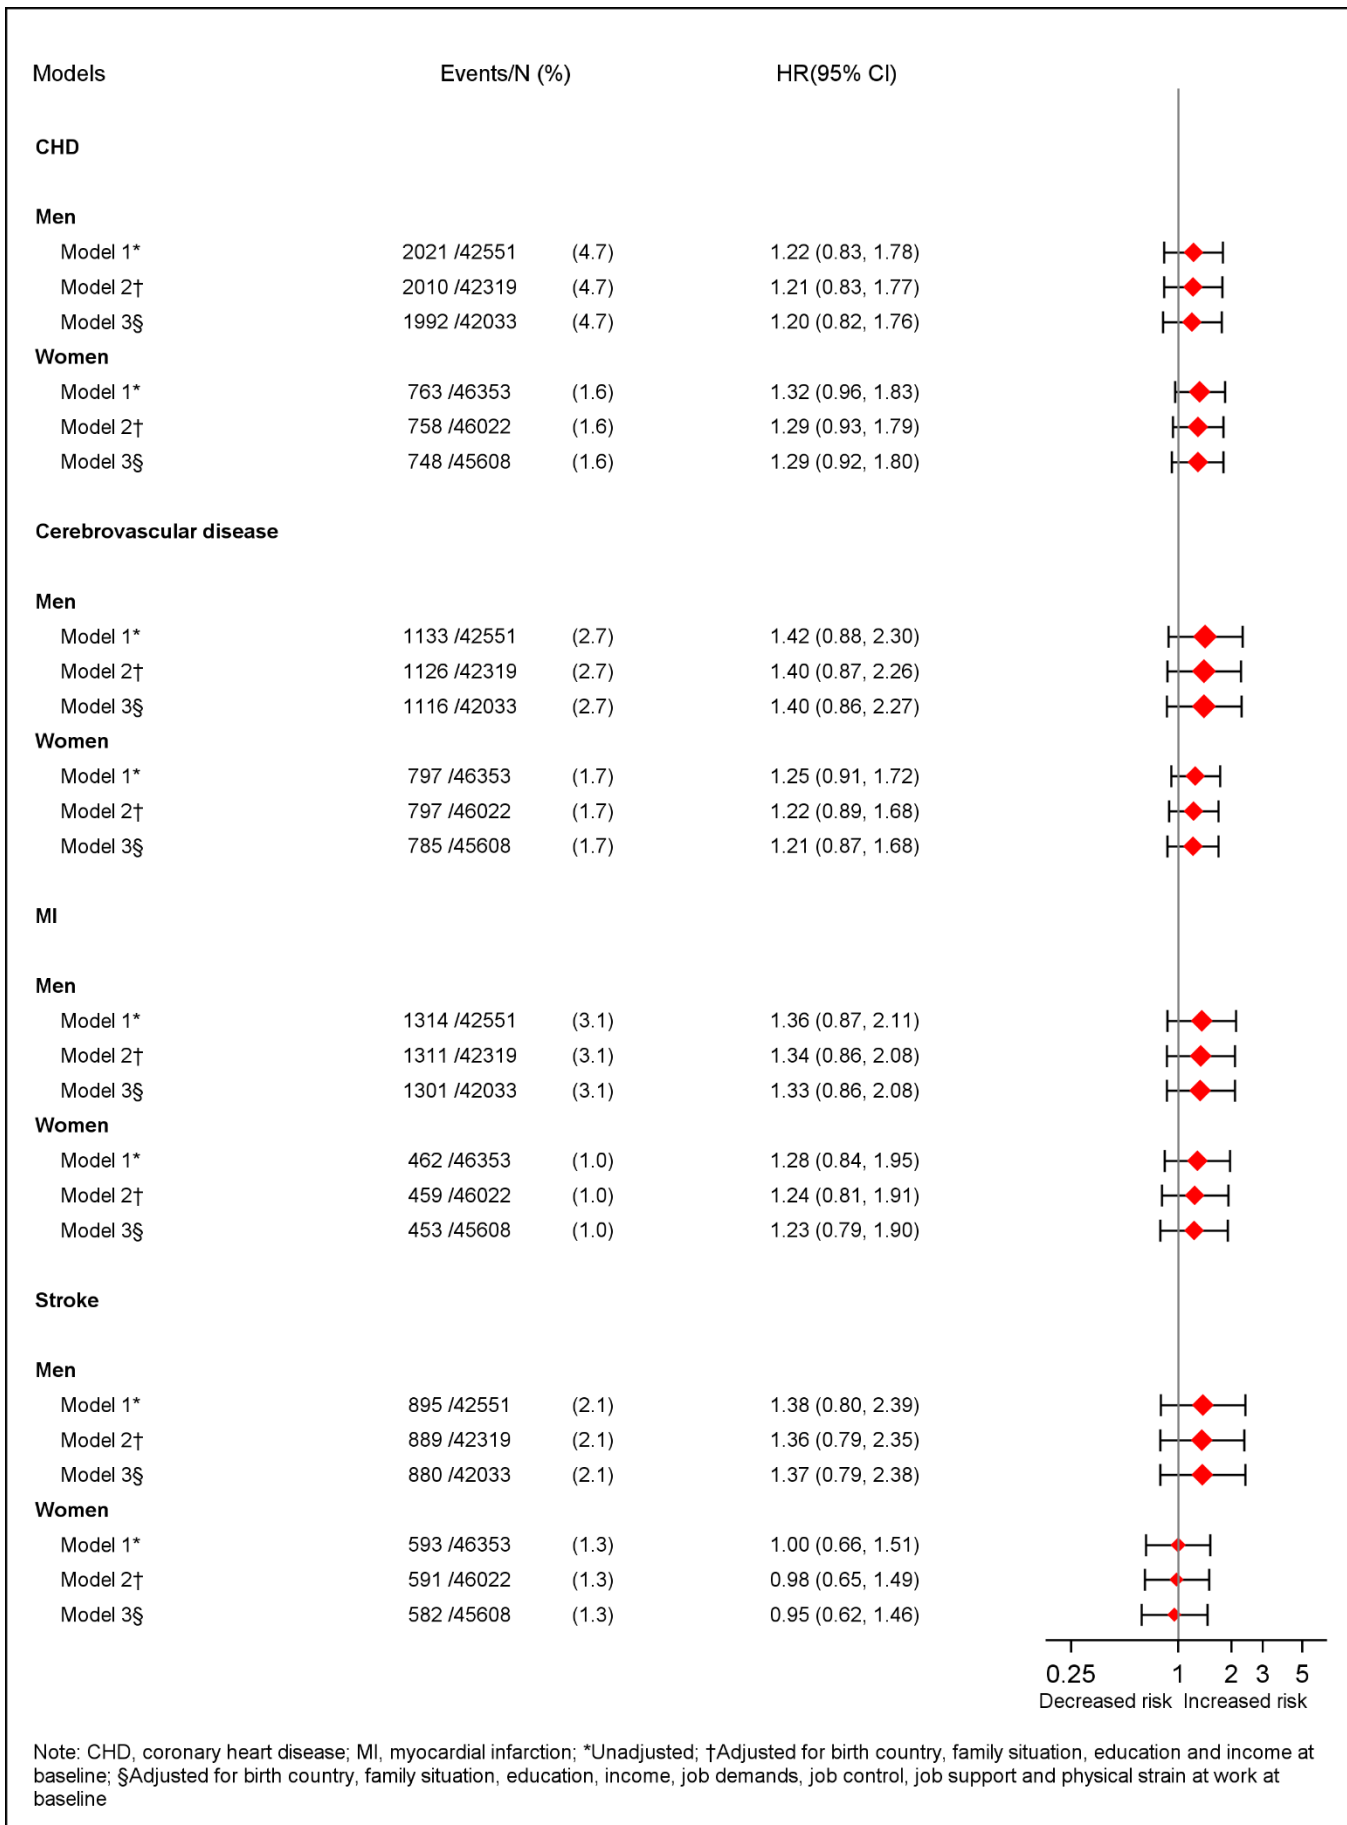 Models Events/N (%) HR(95% CI)
CHD
Men
Model 1* 2021 /42551 (4.7) 1.22 (0.83, 1.78)
Model 2† 2010 /42319 (4.7) 1.21 (0.83, 1.77)
Model 3§ 1992 /42033 (4.7) 1.20 (0.82, 1.76)
Women
Model 1* 763 /46353 (1.6) 1.32 (0.96, 1.83)
Model 2† 758 /46022 (1.6) 1.29 (0.93, 1.79)
Model 3§ 748 /45608 (1.6) 1.29 (0.92, 1.80)
Cerebrovascular disease
Men
Model 1* 1133 /42551 (2.7) 1.42 (0.88, 2.30)
Model 2† 1126 /42319 (2.7) 1.40 (0.87, 2.26)
Model 3§ 1116 /42033 (2.7) 1.40 (0.86, 2.27)
Women
Model 1* 797 /46353 (1.7) 1.25 (0.91, 1.72)
Model 2† 797 /46022 (1.7) 1.22 (0.89, 1.68)
Model 3§ 785 /45608 (1.7) 1.21 (0.87, 1.68)
MI
Men
Model 1* 1314 /42551 (3.1) 1.36 (0.87, 2.11)
Model 2† 1311 /42319 (3.1) 1.34 (0.86, 2.08)
Model 3§ 1301 /42033 (3.1) 1.33 (0.86, 2.08)
Women
Model 1* 462 /46353 (1.0) 1.28 (0.84, 1.95)
Model 2† 459 /46022 (1.0) 1.24 (0.81, 1.91)
Model 3§ 453 /45608 (1.0) 1.23 (0.79, 1.90)
Stroke
Men
Model 1* 895 /42551 (2.1) 1.38 (0.80, 2.39)
Model 2† 889 /42319 (2.1) 1.36 (0.79, 2.35)
Model 3§ 880 /42033 (2.1) 1.37 (0.79, 2.38)
Women
Model 1* 593 /46353 (1.3) 1.00 (0.66, 1.51)
Model 2† 591 /46022 (1.3) 0.98 (0.65, 1.49)
Model 3§ 582 /45608 (1.3) 0.95 (0.62, 1.46)
0.25 1 2 3 5
Decreased risk Increased risk
Note: CHD, coronary heart disease; MI, myocardial infarction; *Unadjusted; †Adjusted for birth country, family situation, education and income at
baseline; §Adjusted for birth country, family situation, education, income, job demands, job control, job support and physical strain at work at
baseline